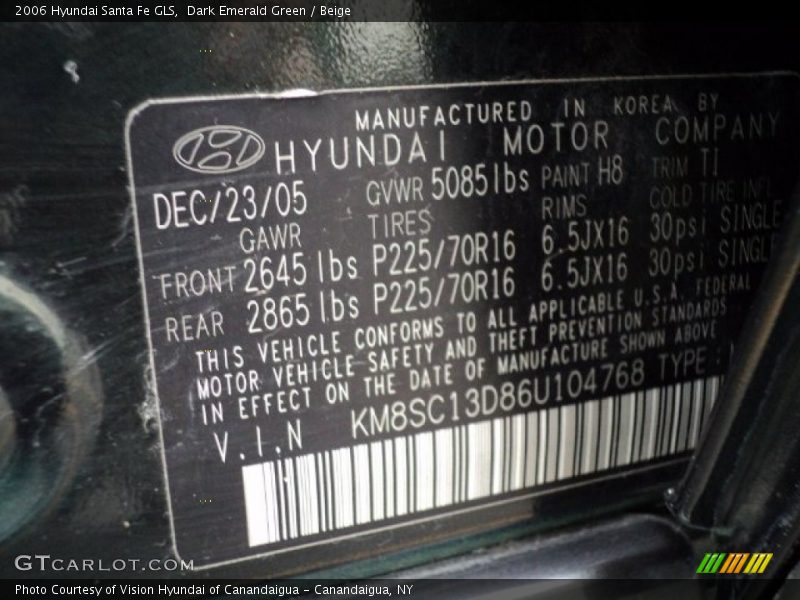 2006 Hyundai Santa Fe GLS, Dark Emerald Green / Beige
MANUFACTURED IN KOREA BY
HYUNDAI MOTOR COMPANY
DEC/23/05 GVWR 5085lbs PAINT H8 TRIM TI
GAWR TIRES RIMS COLD TIRE INFL
FRONT 2645 lbs P225/70R16 6.5JX16 30psi SINGLE
REAR 2865 lbs P225/70R16 6.5JX16 30psi SINGLE
THIS VEHICLE CONFORMS TO ALL APPLICABLE U.S.A. FEDERAL
MOTOR VEHICLE SAFETY AND THEFT PREVENTION STANDARDS
IN EFFECT ON THE DATE OF MANUFACTURE SHOWN ABOVE
V.I.N KM8SC13D86U104768 TYPE :
GTCARLOT.COM
Photo Courtesy of Vision Hyundai of Canandaigua - Canandaigua, NY